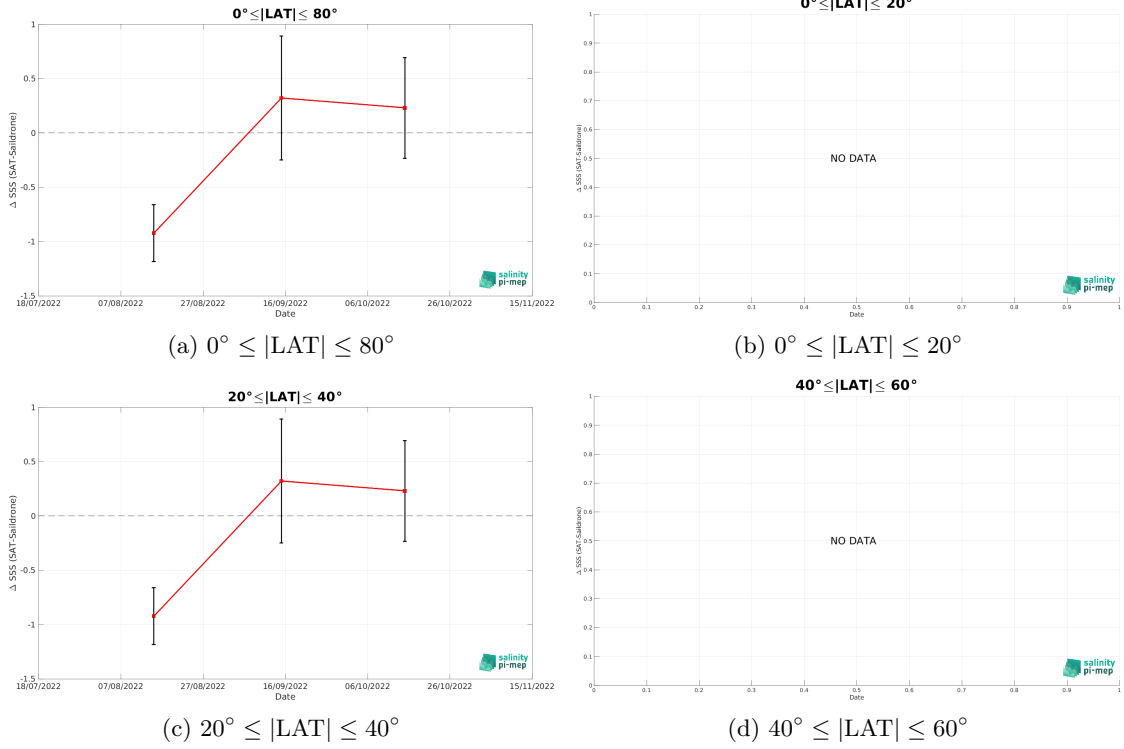 0°≤|LAT|≤ 80°
1
0.5
0
-0.5
-1
-1.5
Δ SSS (SAT-Saildrone)
18/07/2022 07/08/2022 27/08/2022 16/09/2022 06/10/2022 26/10/2022 15/11/2022
Date
salinity
pi-mep
(a) 0° ≤ |LAT| ≤ 80°
0°≤|LAT|≤ 20°
1
0.9
0.8
0.7
0.6
0.5
0.4
0.3
0.2
0.1
0
Δ SSS (SAT-Saildrone)
NO DATA
0 0.1 0.2 0.3 0.4 0.5 0.6 0.7 0.8 0.9 1
Date
salinity
pi-mep
(b) 0° ≤ |LAT| ≤ 20°
20°≤|LAT|≤ 40°
1
0.5
0
-0.5
-1
-1.5
Δ SSS (SAT-Saildrone)
18/07/2022 07/08/2022 27/08/2022 16/09/2022 06/10/2022 26/10/2022 15/11/2022
Date
salinity
pi-mep
(c) 20° ≤ |LAT| ≤ 40°
40°≤|LAT|≤ 60°
1
0.9
0.8
0.7
0.6
0.5
0.4
0.3
0.2
0.1
0
Δ SSS (SAT-Saildrone)
NO DATA
0 0.1 0.2 0.3 0.4 0.5 0.6 0.7 0.8 0.9 1
Date
salinity
pi-mep
(d) 40° ≤ |LAT| ≤ 60°